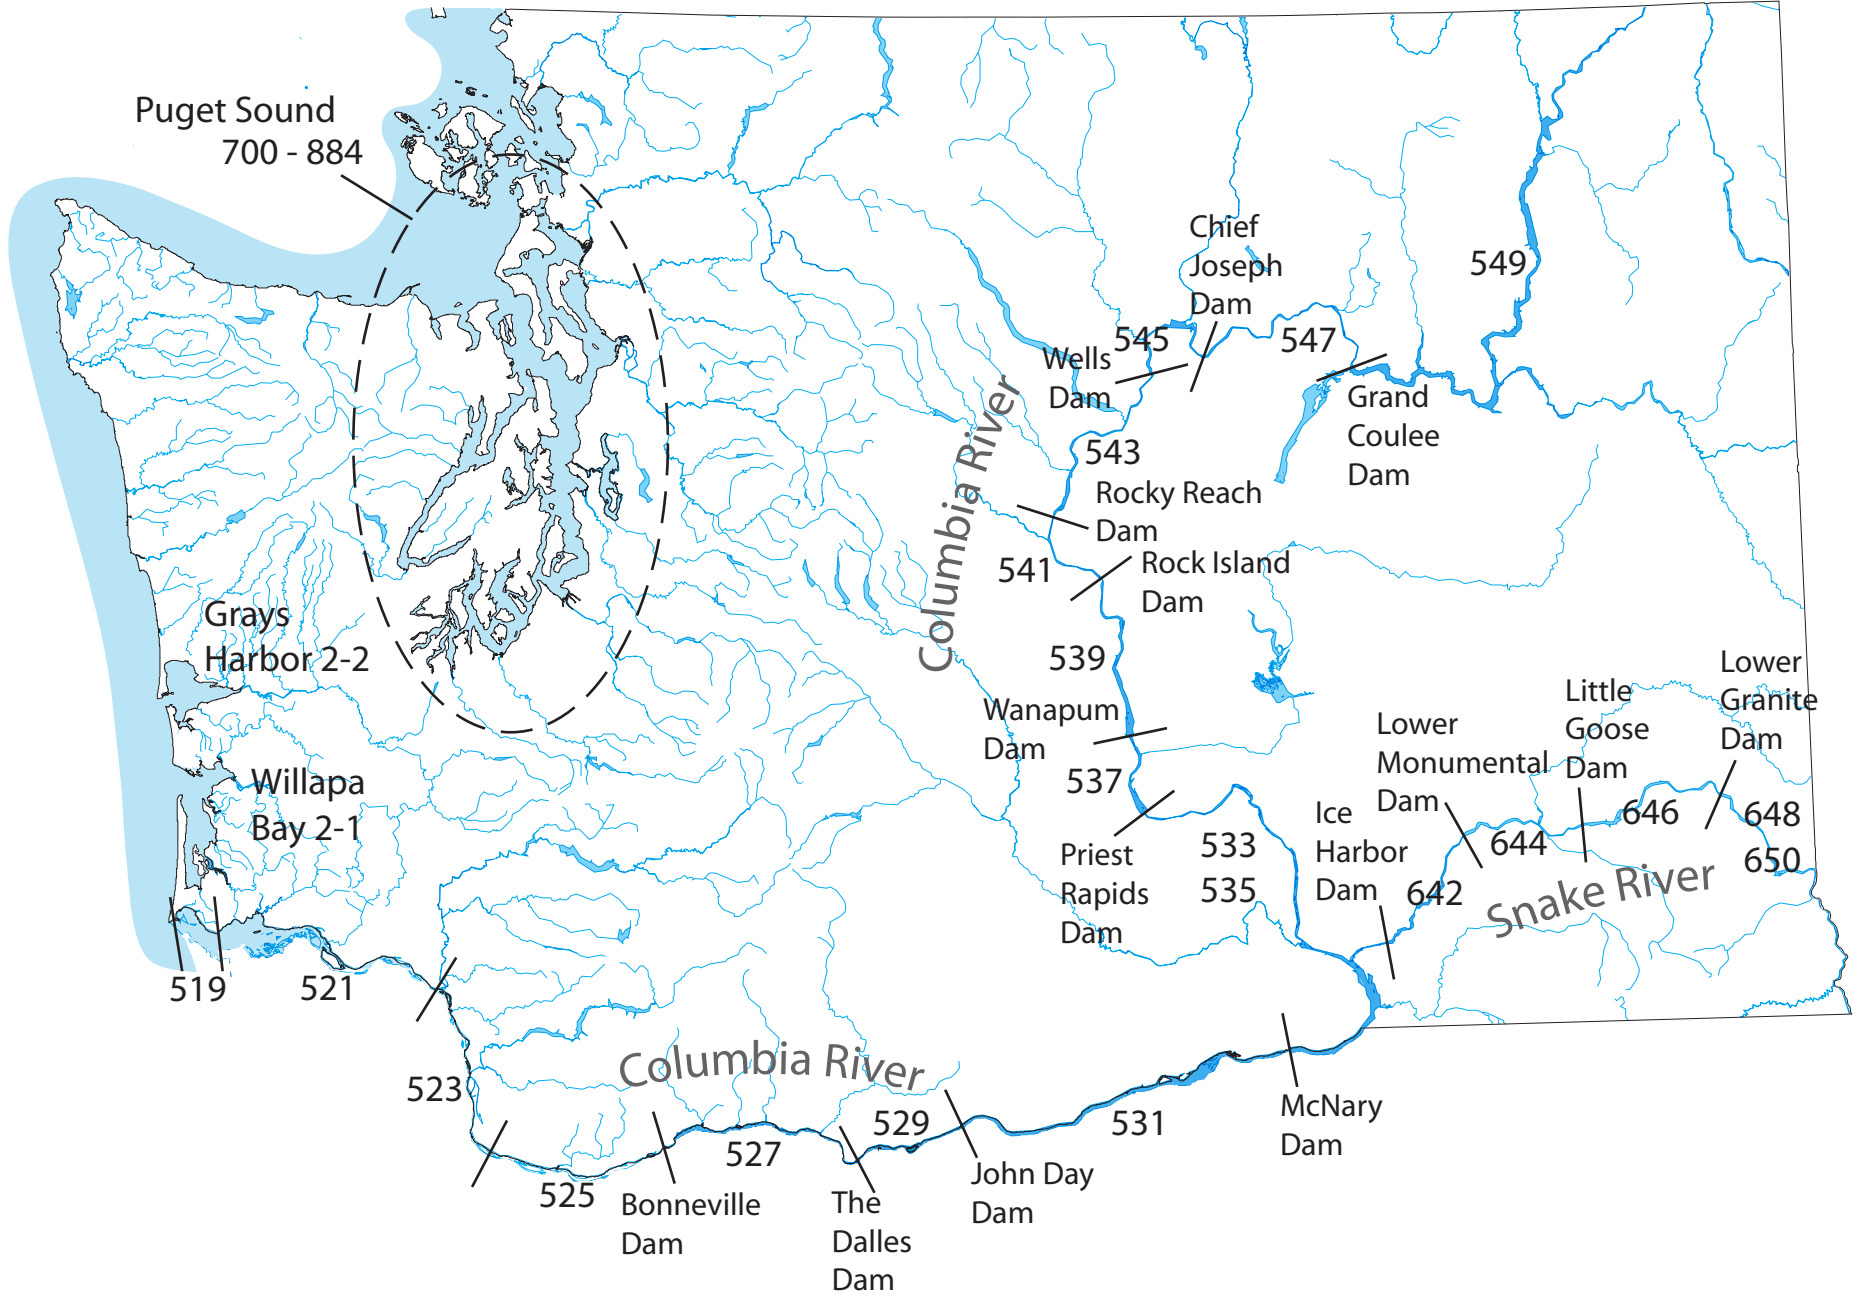 Puget Sound
700 - 884
Chief
Joseph
Dam
549
545
547
Wells
Dam
Grand
Coulee
Dam
Columbia River
543
Rocky Reach
Dam
541
Rock Island
Dam
Grays
Harbor 2-2
539
Wanapum
Dam
537
Lower
Granite
Dam
Little
Goose
Dam
Lower
Monumental
Dam
Willapa
Bay 2-1
Ice
Harbor
Dam
Priest
Rapids
Dam
533
535
642
644
646
648
650
Snake River
519
521
523
Columbia River
525
Bonneville
Dam
527
The
Dalles
Dam
529
John Day
Dam
531
McNary
Dam